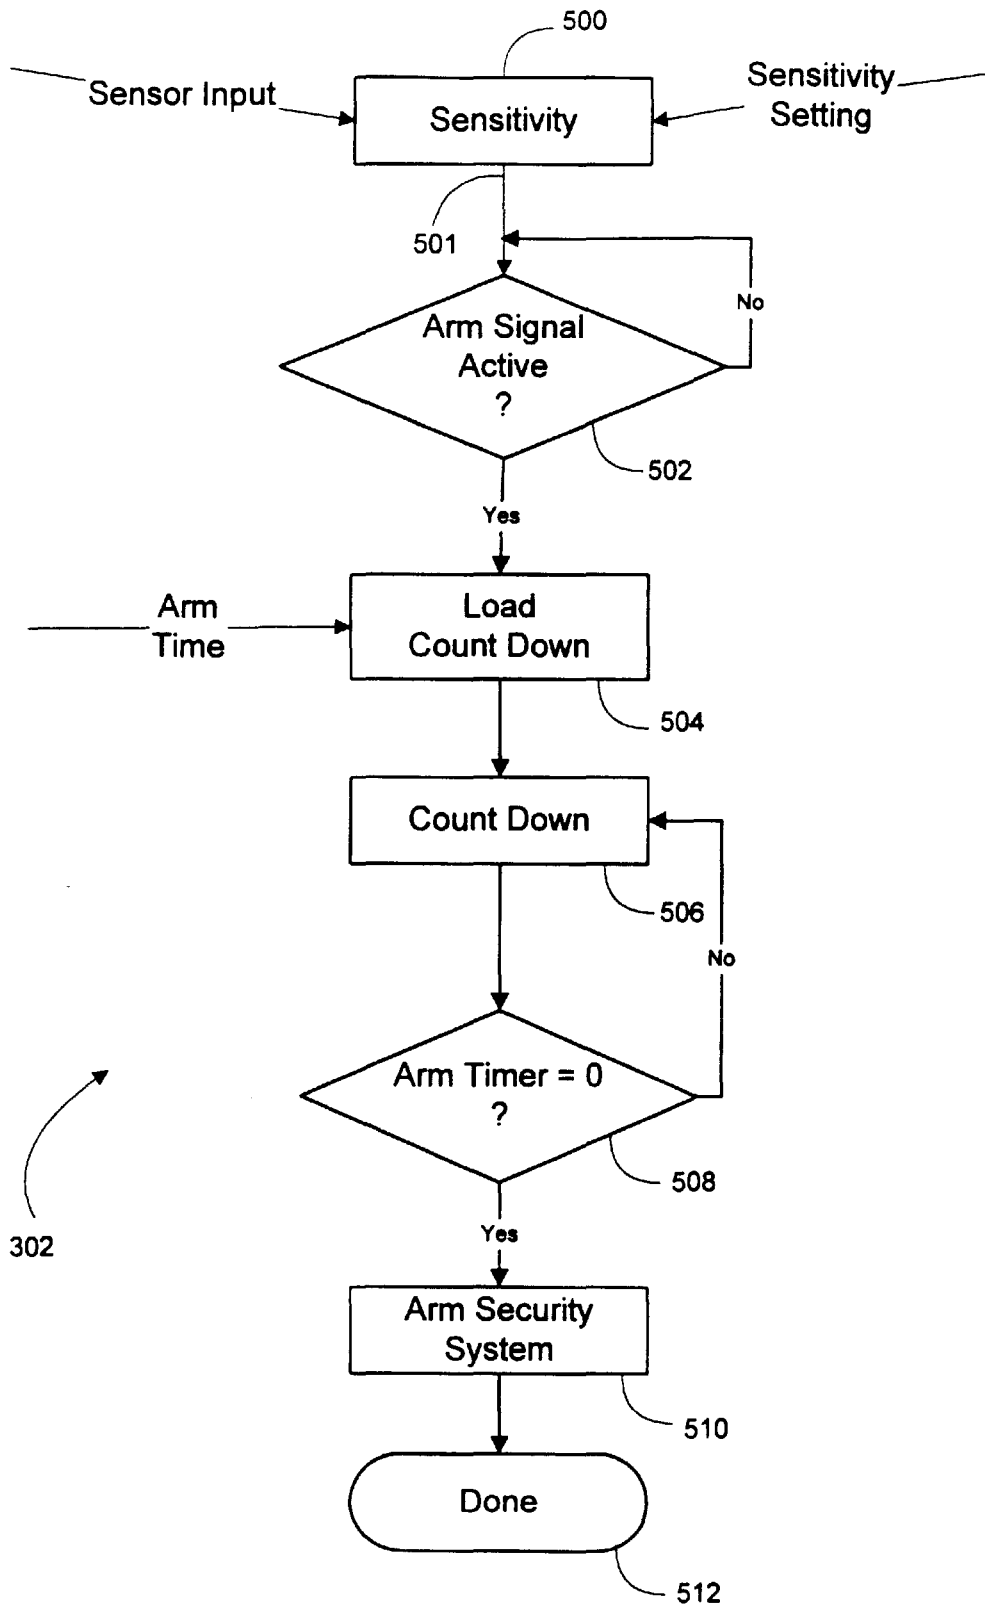 500
Sensor Input
Sensitivity
Setting
Sensitivity
501
No
Arm Signal
Active
?
502
Yes
Arm
Time
Load
Count Down
504
Count Down
506
No
Arm Timer = 0
?
508
302
Yes
Arm Security
System
510
Done
512